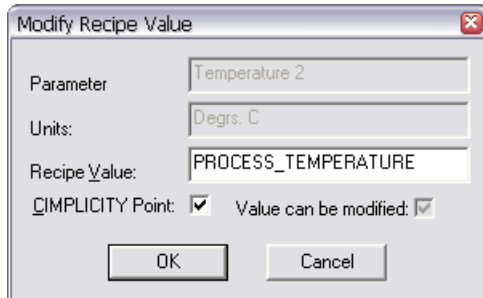 Modify Recipe Value
Parameter Temperature 2
Units: Degrs. C
Recipe Value: PROCESS_TEMPERATURE
CIMPLICITY Point: Value can be modified:
OK Cancel